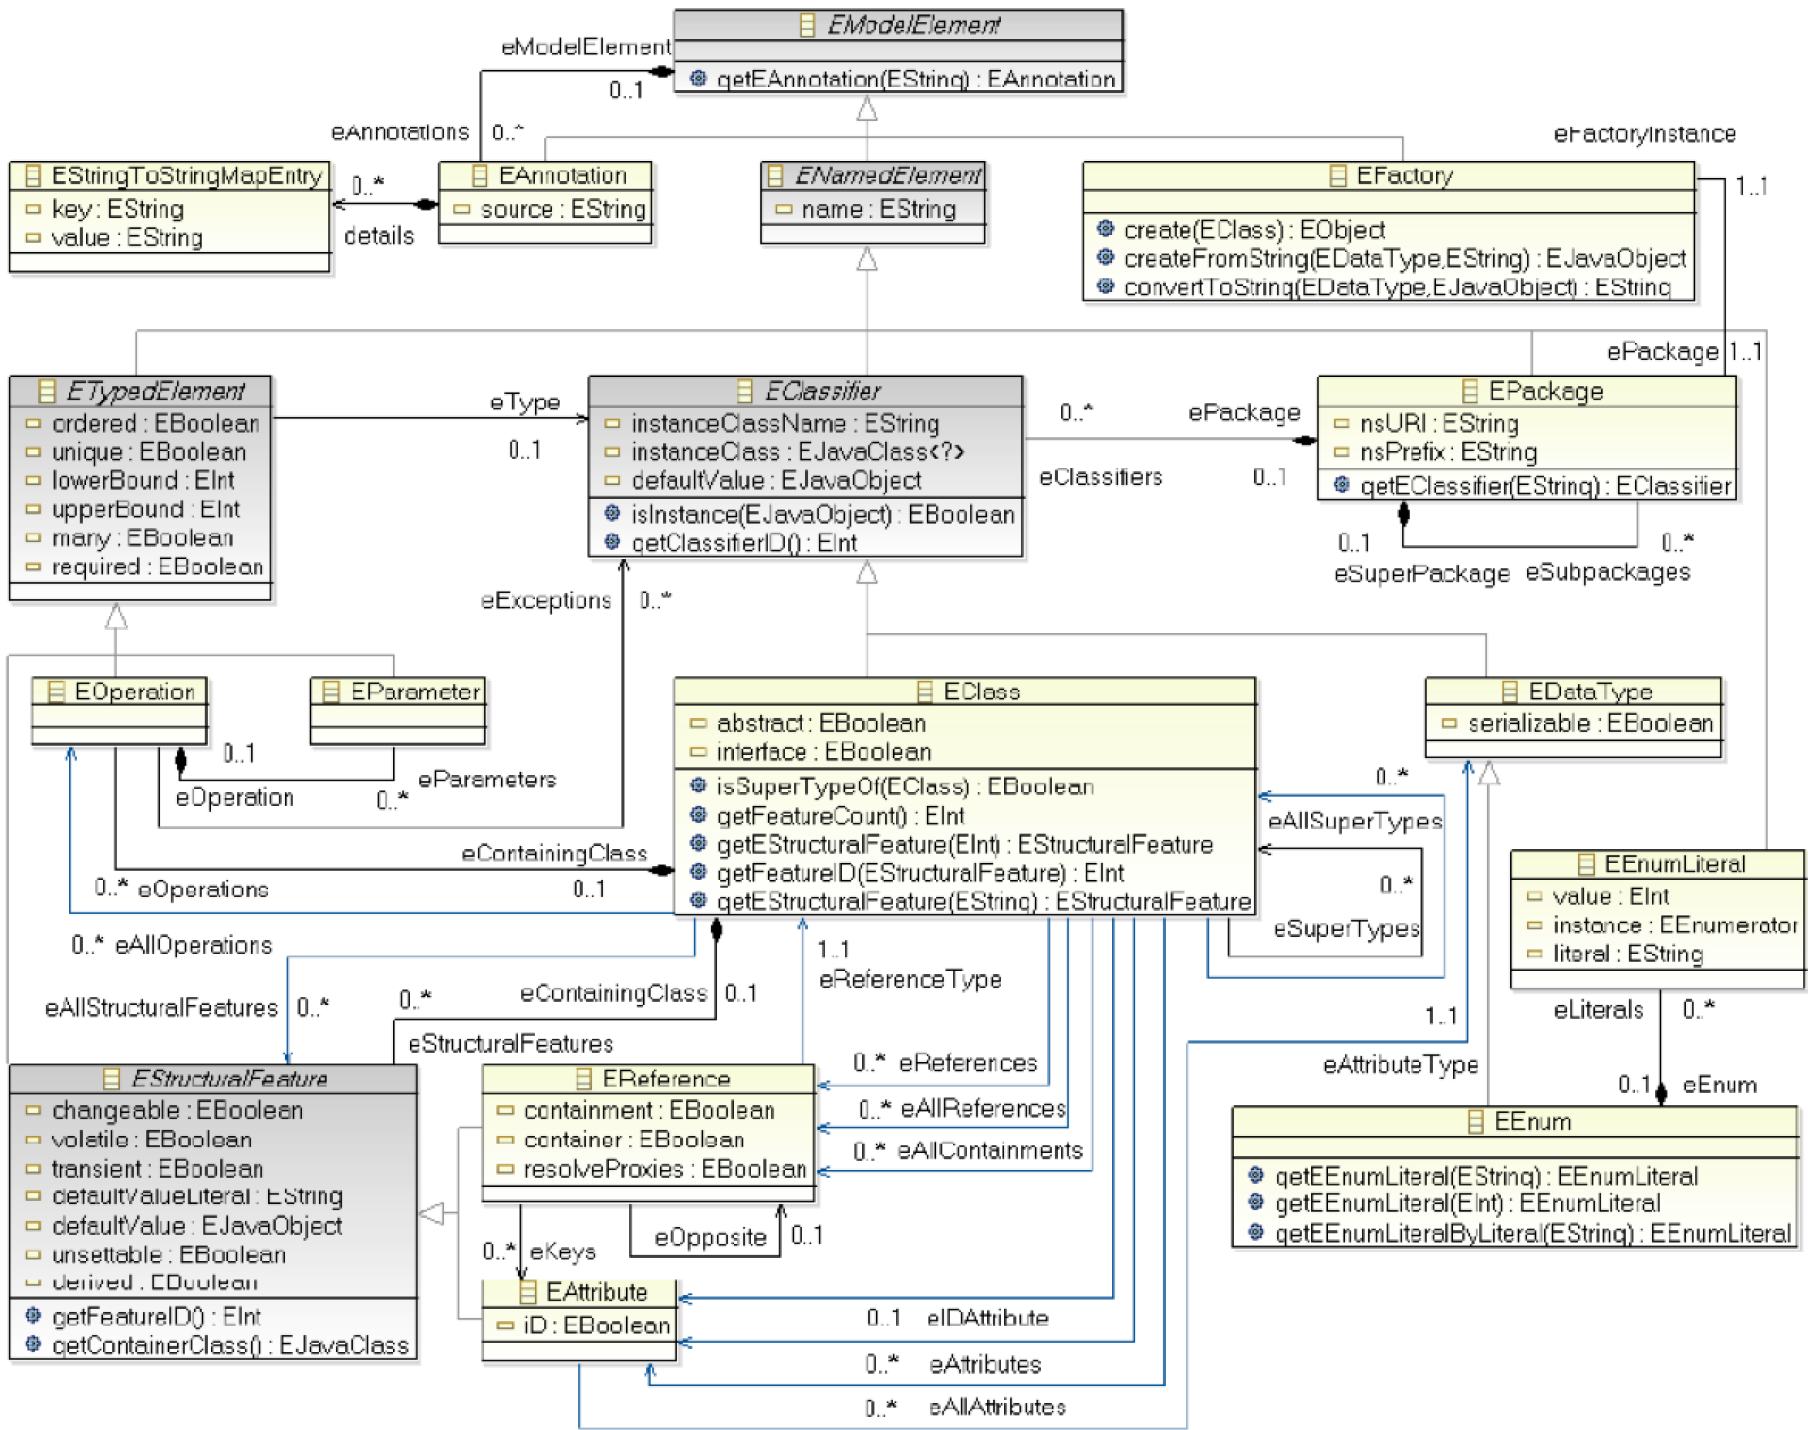 EModelElement
eModelElement
getEAnnotation(EString) : EAnnotation
0..1
eAnnotations 0..*
eFactoryInstance
EStringToStringMapEntry
key : EString
value : EString
0..*
details
EAnnotation
source : EString
ENamedElement
name : EString
EFactory
create(EClass) : EObject
createFromString(EDataType,EString) : EJavaObject
convertToString(EDataType,EJavaObject) : EString
1..1
ePackage 1..1
ETypedElement
ordered : EBoolean
unique : EBoolean
lowerBound : EInt
upperBound : EInt
many : EBoolean
required : EBoolean
eType
0..1
EClassifier
instanceClassName : EString
instanceClass : EJavaClass<?>
defaultValue : EJavaObject
isInstance(EJavaObject) : EBoolean
getClassifierID() : EInt
0..* ePackage
eClassifiers 0..1
EPackage
nsURI : EString
nsPrefix : EString
getEClassifier(EString) : EClassifier
0..1 0..*
eSuperPackage eSubpackages
eExceptions 0..*
EOperation
EParameter
0..1
eParameters
eOperation 0..*
EClass
abstract : EBoolean
interface : EBoolean
isSuperTypeOf(EClass) : EBoolean
getFeatureCount() : EInt
getEStructuralFeature(EInt) : EStructuralFeature
getFeatureID(EStructuralFeature) : EInt
getEStructuralFeature(EString) : EStructuralFeature
EDataType
serializable : EBoolean
0..*
eAllSuperTypes
0..*
eSuperTypes
eContainingClass
0..* eOperations 0..1
0..* eAllOperations
EEnumLiteral
value : EInt
instance : EEnumerator
literal : EString
1..1
eReferenceType
eAllStructuralFeatures 0..*
0..* eContainingClass 0..1
eStructuralFeatures
1..1
eAttributeType
eLiterals 0..*
0..1 eEnum
EStructuralFeature
changeable : EBoolean
volatile : EBoolean
transient : EBoolean
defaultValueLiteral : EString
defaultValue : EJavaObject
unsettable : EBoolean
derived : EBoolean
getFeatureID() : EInt
getContainerClass() : EJavaClass
EReference
containment : EBoolean
container : EBoolean
resolveProxies : EBoolean
0..* eReferences
0..* eAllReferences
0..* eAllContainments
EEnum
getEEnumLiteral(EString) : EEnumLiteral
getEEnumLiteral(EInt) : EEnumLiteral
getEEnumLiteralByLiteral(EString) : EEnumLiteral
0..* eKeys
eOpposite 0..1
EAttribute
iD : EBoolean
0..1 eIDAttribute
0..* eAttributes
0..* eAllAttributes